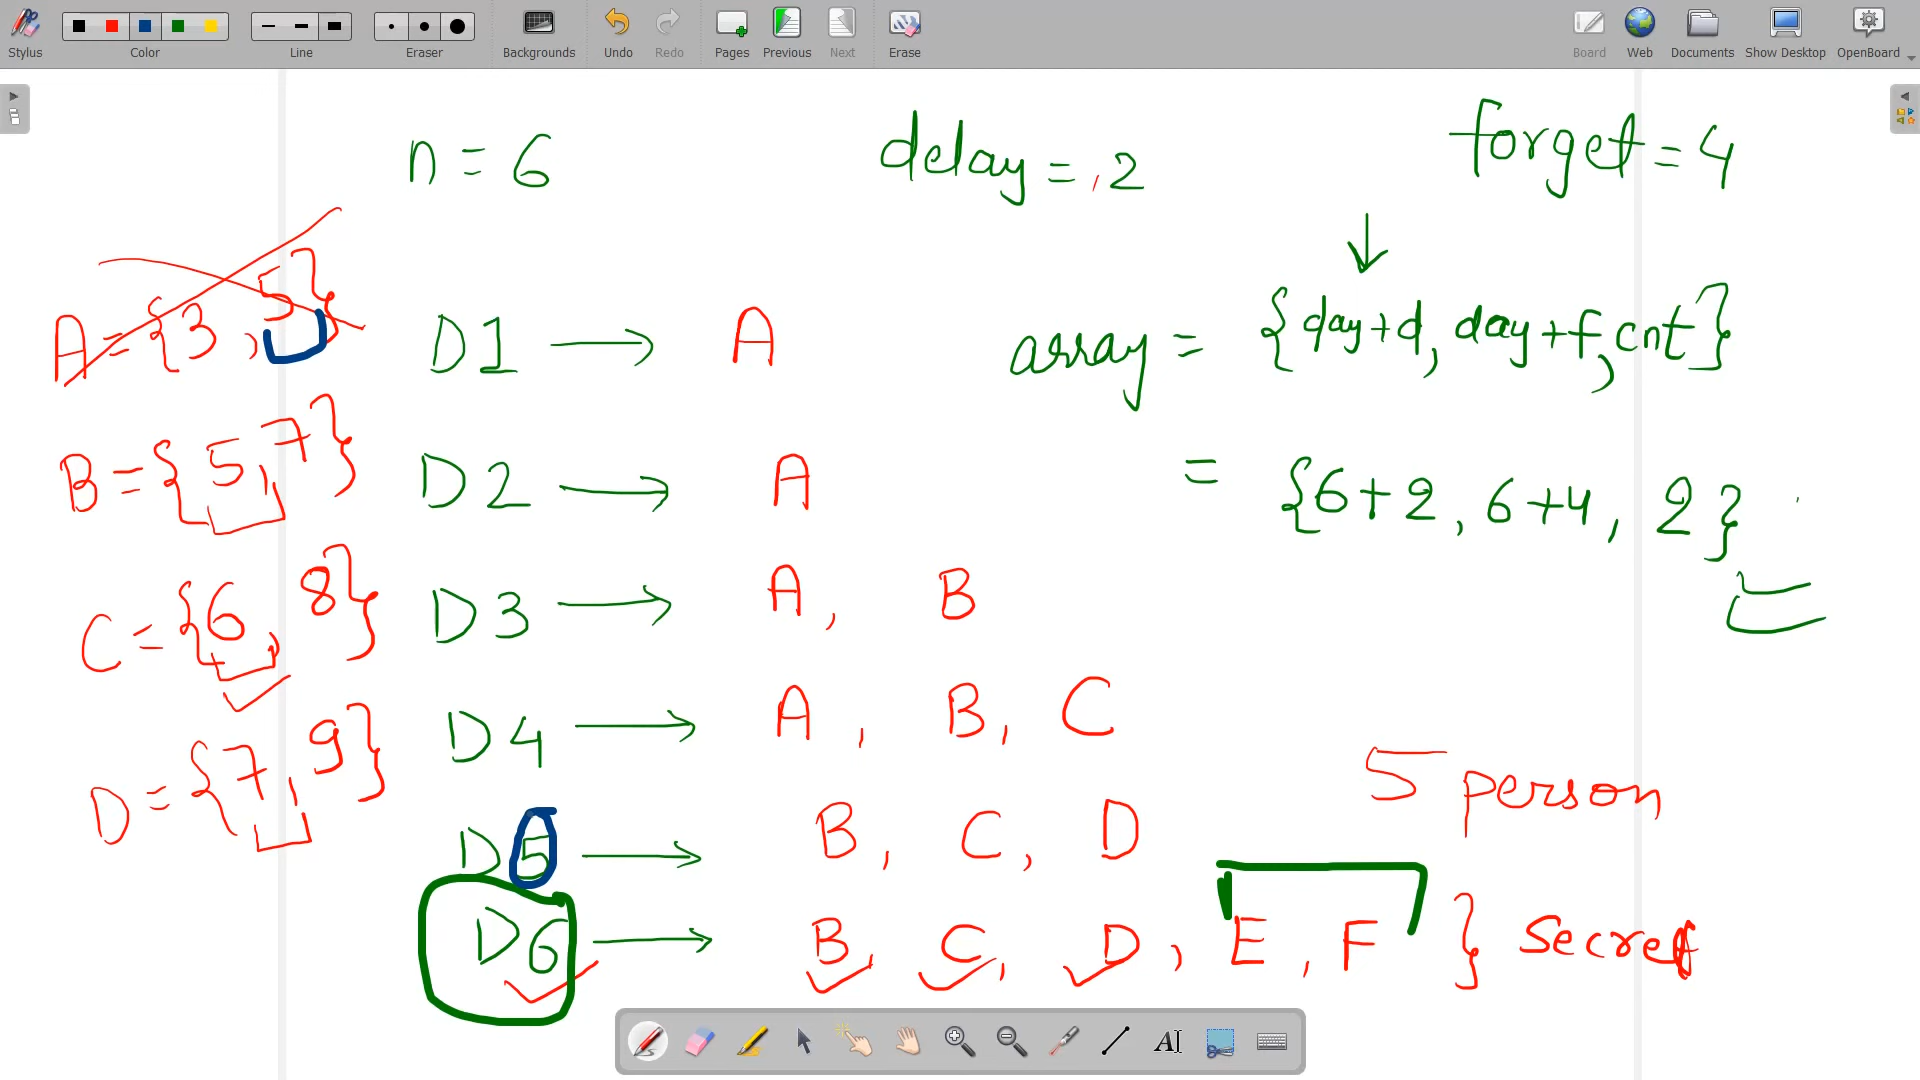 Stylus
Color
Line
Eraser
Backgrounds
Undo
Redo
Pages
Previous
Next
Erase
Board
Web
Documents
Show Desktop
OpenBoard
n = 6
delay = 2
forget = 4
A = {3, 5}
D1 → A
array = {day+d, day+f, cnt}
B = {5, 7}
D2 → A
= {6+2, 6+4, 2}
C = {6, 8}
D3 → A, B
D4 → A, B, C
D = {7, 9}
5 person
D5 → B, C, D
D6 → B, C, D, E, F } Secret